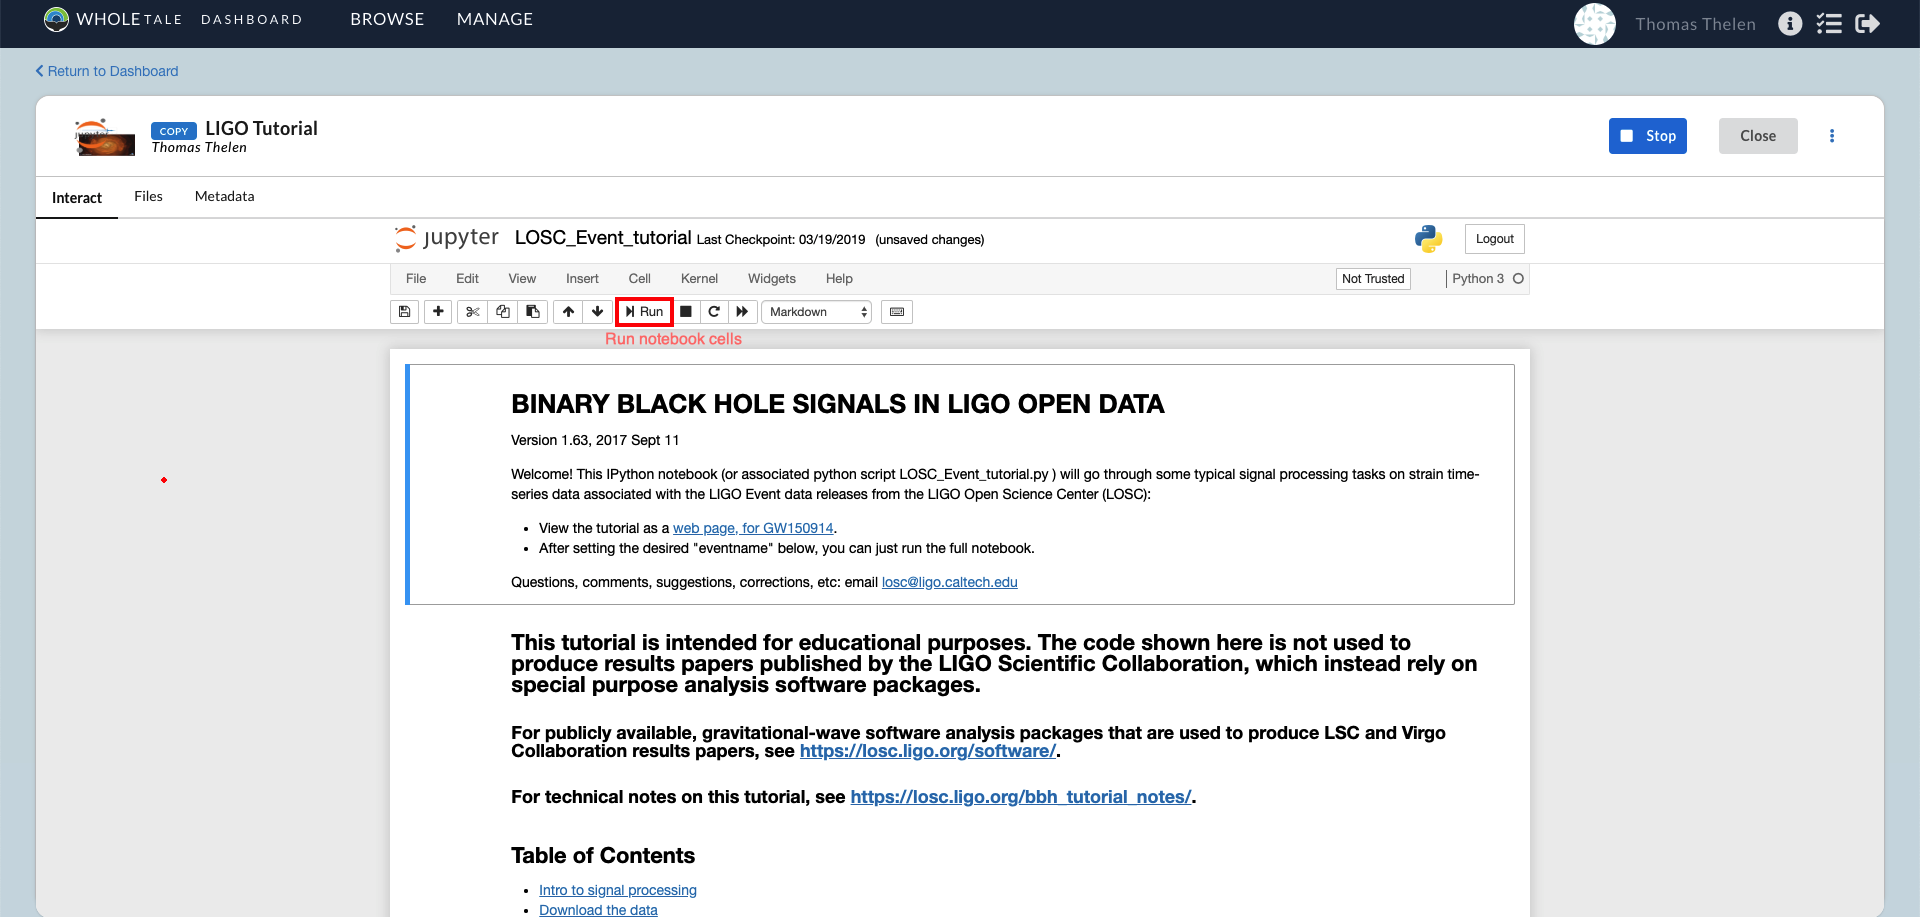 WHOLETALE DASHBOARD BROWSE MANAGE Thomas Thelen
Return to Dashboard
COPY LIGO Tutorial
Thomas Thelen
Stop Close
Interact Files Metadata
jupyter LOSC_Event_tutorial Last Checkpoint: 03/19/2019 (unsaved changes) Logout
File Edit View Insert Cell Kernel Widgets Help Not Trusted Python 3
Run Markdown
Run notebook cells
BINARY BLACK HOLE SIGNALS IN LIGO OPEN DATA
Version 1.63, 2017 Sept 11
Welcome! This IPython notebook (or associated python script LOSC_Event_tutorial.py ) will go through some typical signal processing tasks on strain time-
series data associated with the LIGO Event data releases from the LIGO Open Science Center (LOSC):
• View the tutorial as a web page, for GW150914.
• After setting the desired "eventname" below, you can just run the full notebook.
Questions, comments, suggestions, corrections, etc: email losc@ligo.caltech.edu
This tutorial is intended for educational purposes. The code shown here is not used to
produce results papers published by the LIGO Scientific Collaboration, which instead rely on
special purpose analysis software packages.
For publicly available, gravitational-wave software analysis packages that are used to produce LSC and Virgo
Collaboration results papers, see https://losc.ligo.org/software/.
For technical notes on this tutorial, see https://losc.ligo.org/bbh_tutorial_notes/.
Table of Contents
• Intro to signal processing
• Download the data